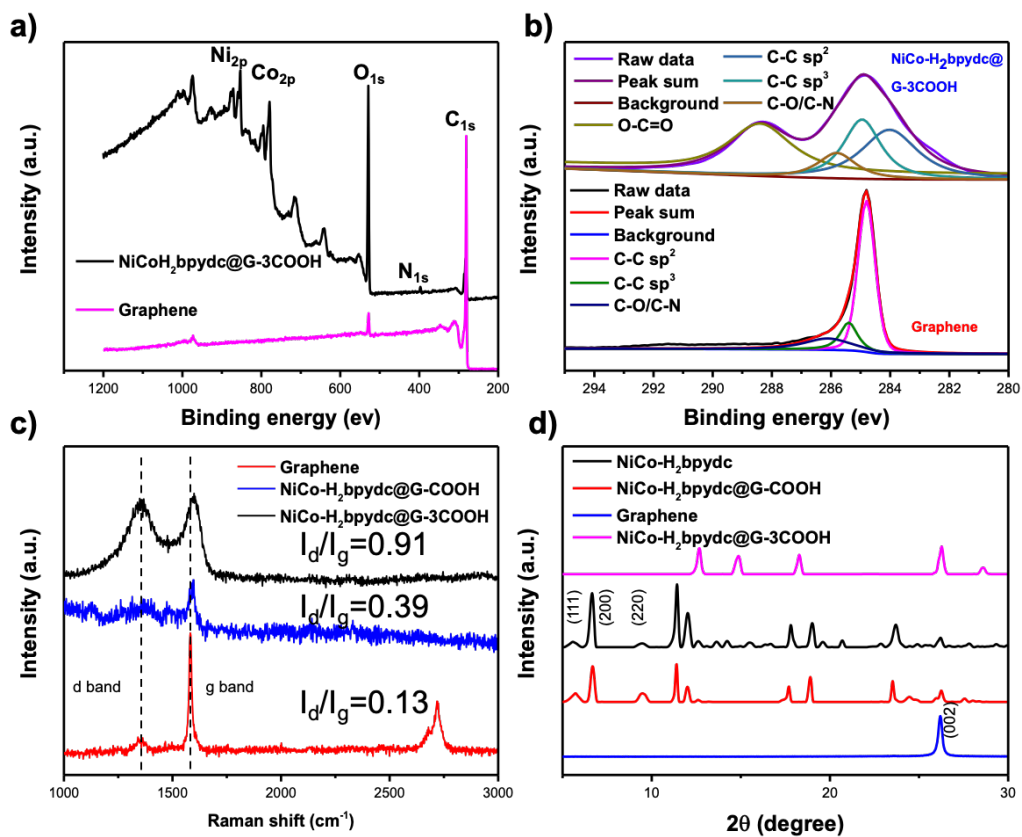 a)
Intensity (a.u.)
Ni2p
Co2p
O1s
C1s
N1s
NiCoH2bpydc@G-3COOH
Graphene
1200 1000 800 600 400 200
Binding energy (ev)
b)
Intensity (a.u.)
Raw data
Peak sum
Background
O-C=O
C-C sp²
C-C sp³
C-O/C-N
NiCo-H2bpydc@
G-3COOH
Raw data
Peak sum
Background
C-C sp²
C-C sp³
C-O/C-N
Graphene
294 292 290 288 286 284 282 280
Binding energy (ev)
c)
Intensity (a.u.)
Graphene
NiCo-H2bpydc@G-COOH
NiCo-H2bpydc@G-3COOH
Id/Ig=0.91
Id/Ig=0.39
d band
g band
Id/Ig=0.13
1000 1500 2000 2500 3000
Raman shift (cm-1)
d)
Intensity (a.u.)
NiCo-H2bpydc
NiCo-H2bpydc@G-COOH
Graphene
NiCo-H2bpydc@G-3COOH
(111)
(200)
(220)
(002)
10 20 30
2θ (degree)